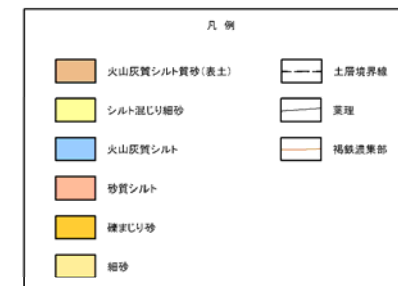 凡 例
火山灰質シルト質砂(表土)
シルト混じり細砂
火山灰質シルト
砂質シルト
礫まじり砂
細砂
土層境界線
葉理
褐鉄濃集部